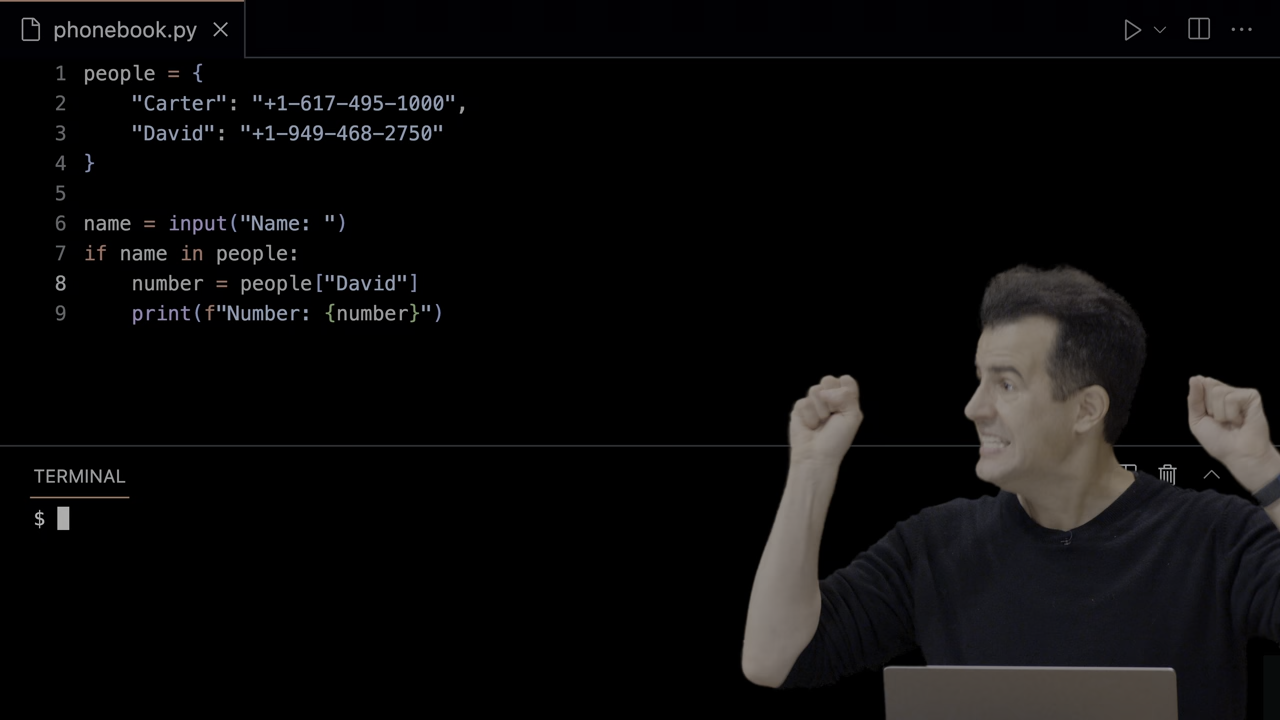 phonebook.py
1 people = {
2     "Carter": "+1-617-495-1000",
3     "David": "+1-949-468-2750"
4 }
5
6 name = input("Name: ")
7 if name in people:
8     number = people["David"]
9     print(f"Number: {number}")
TERMINAL
$